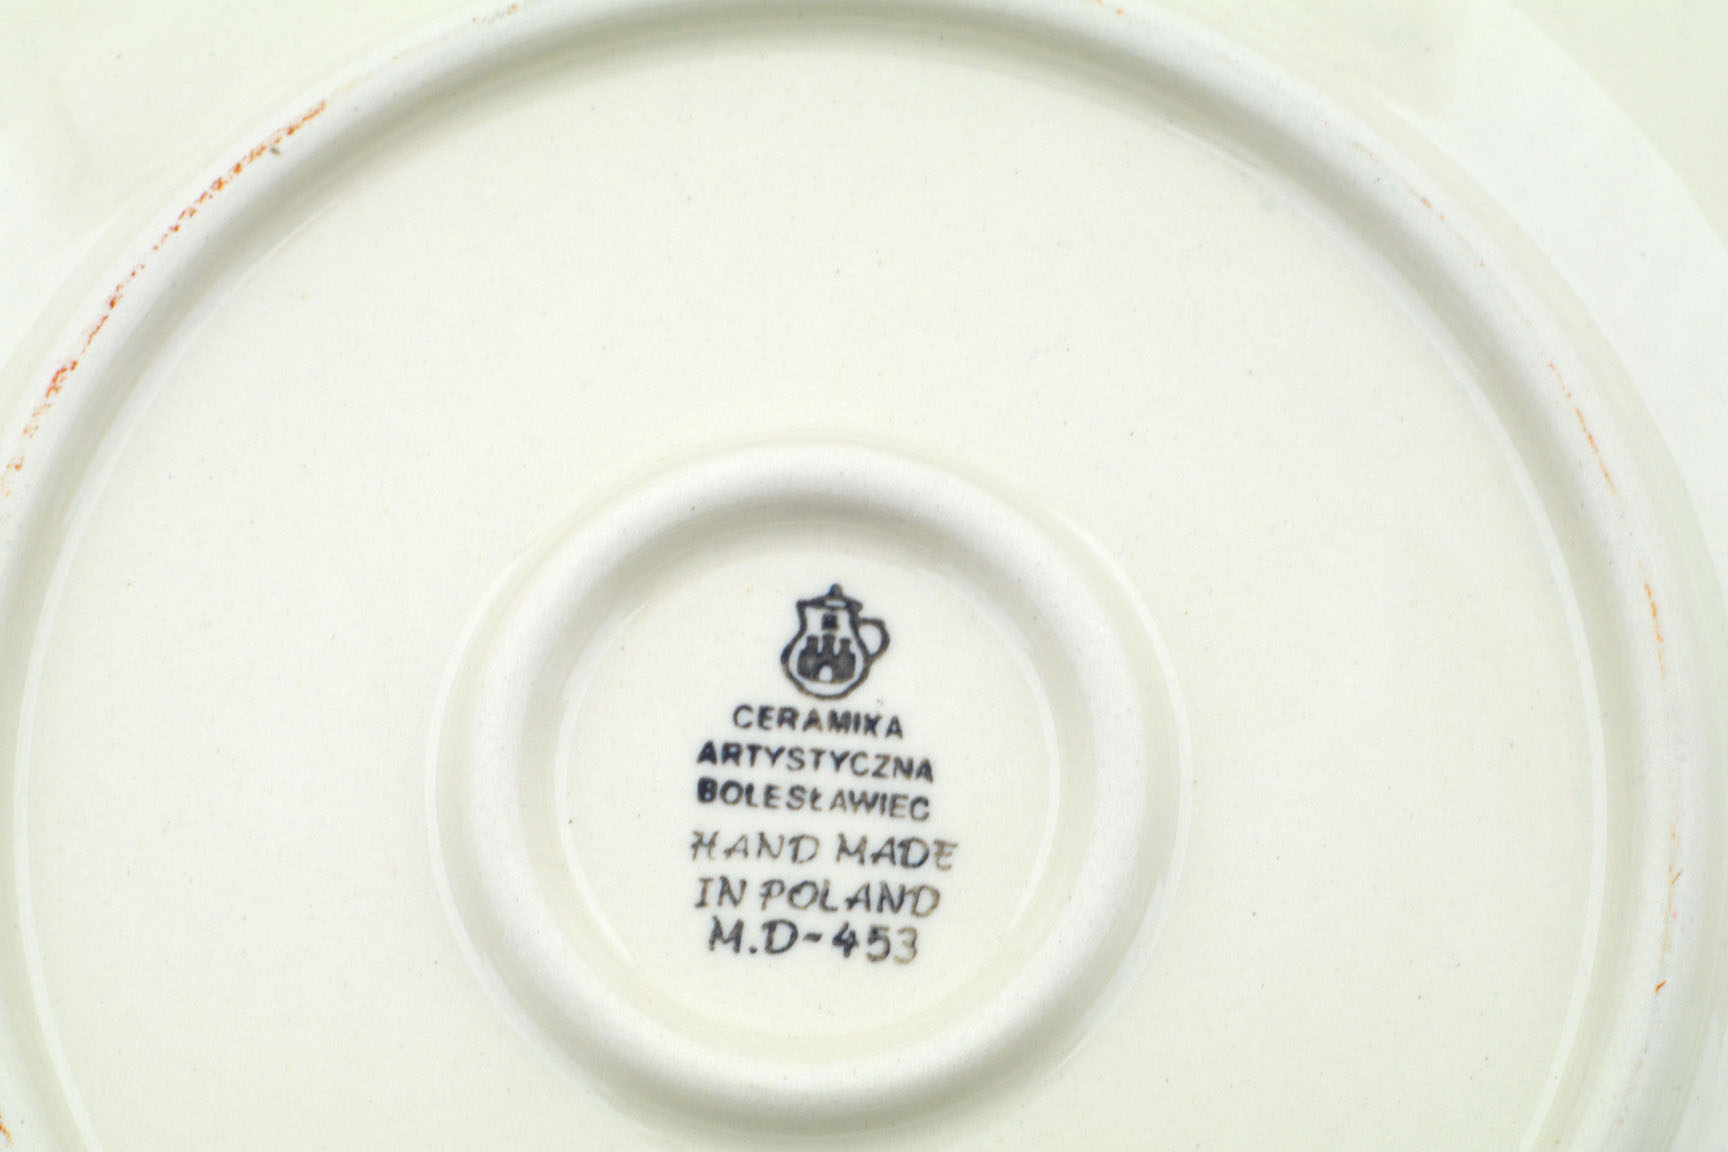 CERAMIKA
ARTYSTYCZNA
BOLESŁAWIEC
HAND MADE
IN POLAND
M.D-453